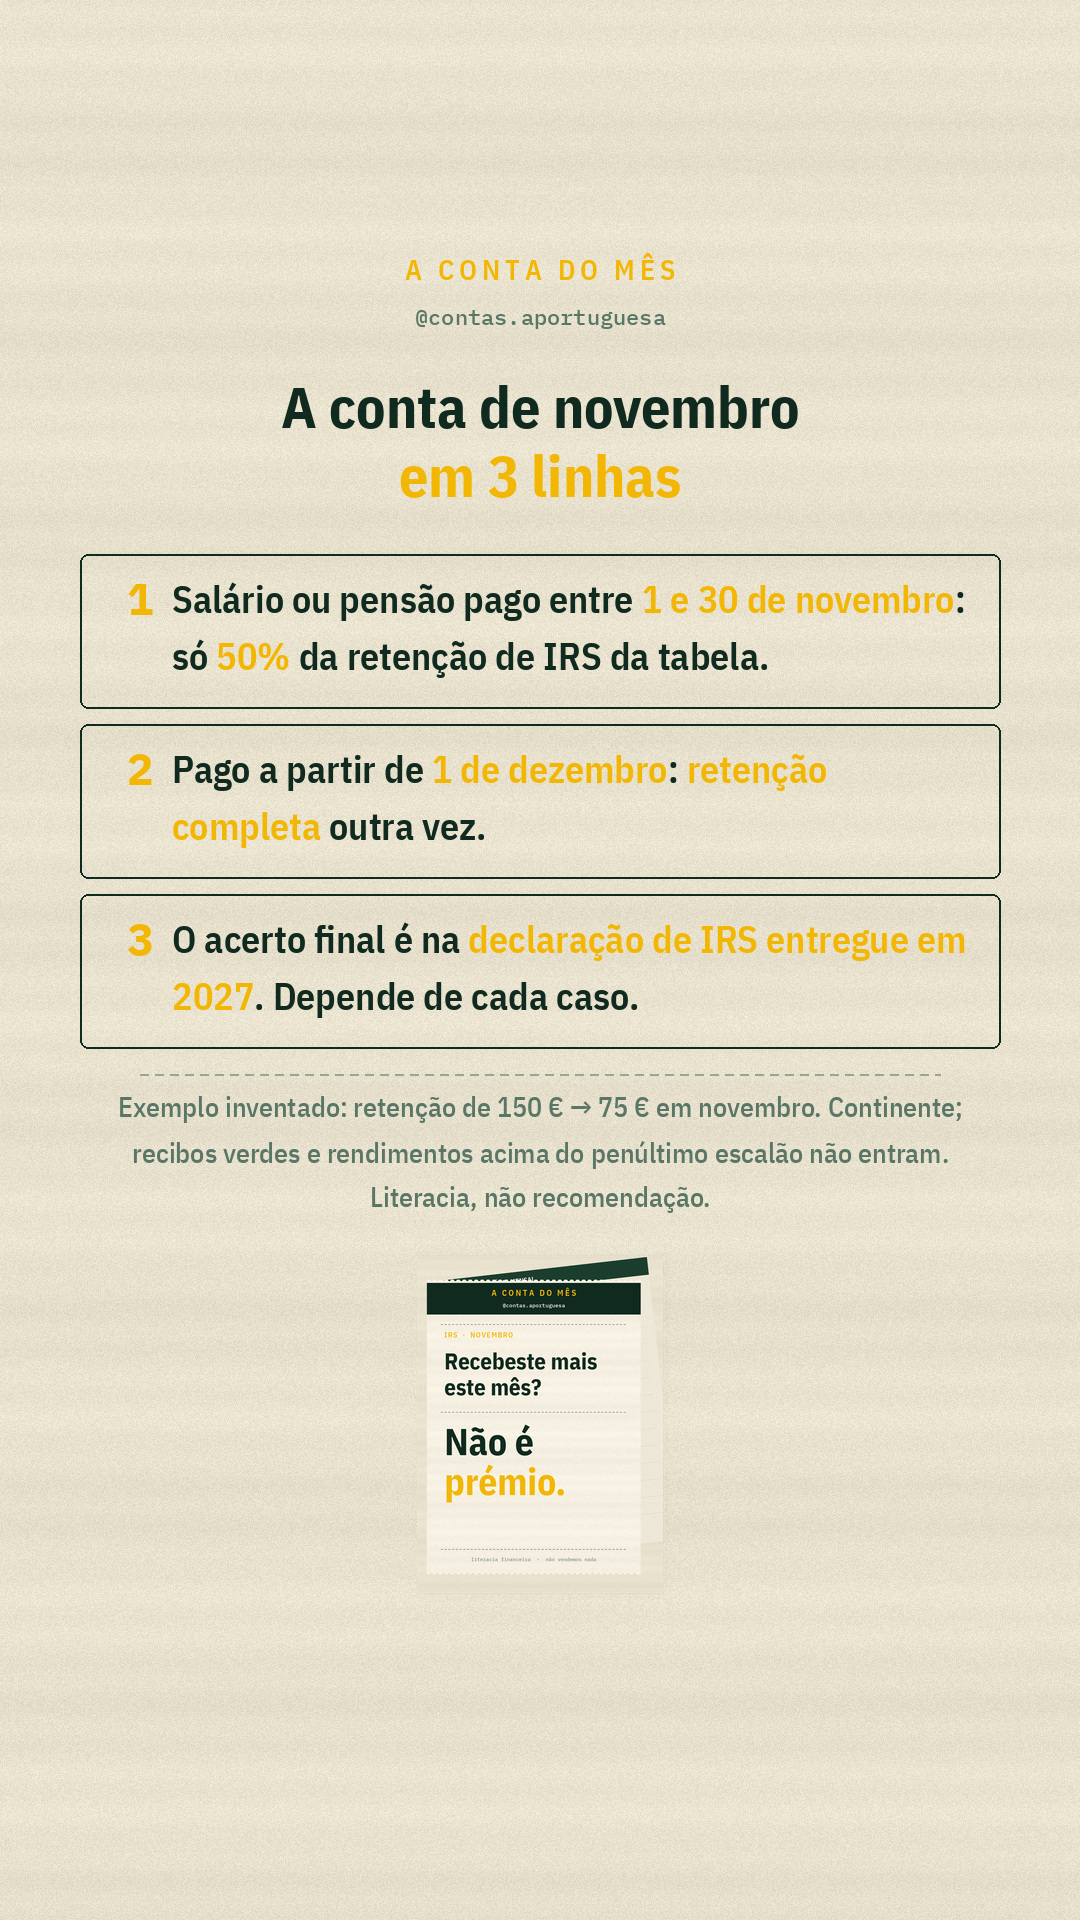 A CONTA DO MÊS
@contas.aportuguesa
A conta de novembro
em 3 linhas
1 Salário ou pensão pago entre 1 e 30 de novembro:
só 50% da retenção de IRS da tabela.
2 Pago a partir de 1 de dezembro: retenção
completa outra vez.
3 O acerto final é na declaração de IRS entregue em
2027. Depende de cada caso.
Exemplo inventado: retenção de 150 € → 75 € em novembro. Continente;
recibos verdes e rendimentos acima do penúltimo escalão não entram.
Literacia, não recomendação.
A CONTA DO MÊS
@contas.aportuguesa
IRS · NOVEMBRO
Recebeste mais
este mês?
Não é
prémio.
literacia financeira · não vendemos nada